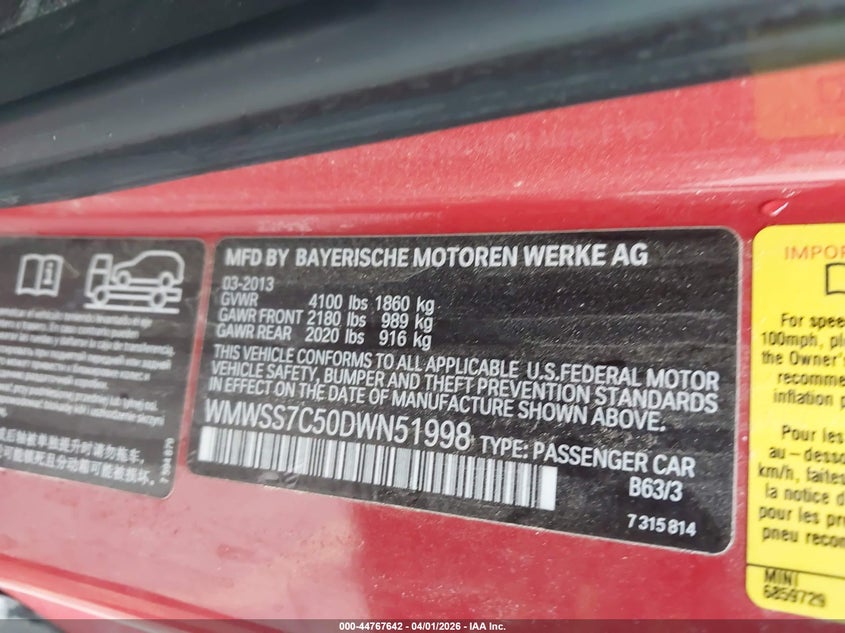 MFD BY BAYERISCHE MOTOREN WERKE AG
03-2013
GVWR 4100 lbs 1860 kg
GAWR FRONT 2180 lbs 989 kg
GAWR REAR 2020 lbs 916 kg
THIS VEHICLE CONFORMS TO ALL APPLICABLE U.S.FEDERAL MOTOR
VEHICLE SAFETY, BUMPER AND THEFT PREVENTION STANDARDS
IN EFFECT ON THE DATE OF MANUFACTURE SHOWN ABOVE.
WMWSS7C50DWN51998 TYPE: PASSENGER CAR
B63/3
7 315 814
IMPOR
For speed
100mph, pl
the Owner's
recomme
inflation p
Pour les
au-dessou
km/h, faites
la notice d
pour les pr
pneu recom
MINI
6859729
000-44767642 / 04/01/2026 - IAA Inc.